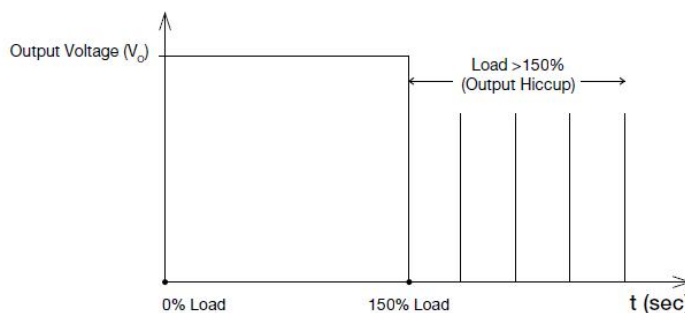 Output Voltage (Vo)
Load >150%
(Output Hiccup)
0% Load
150% Load
t (sec)